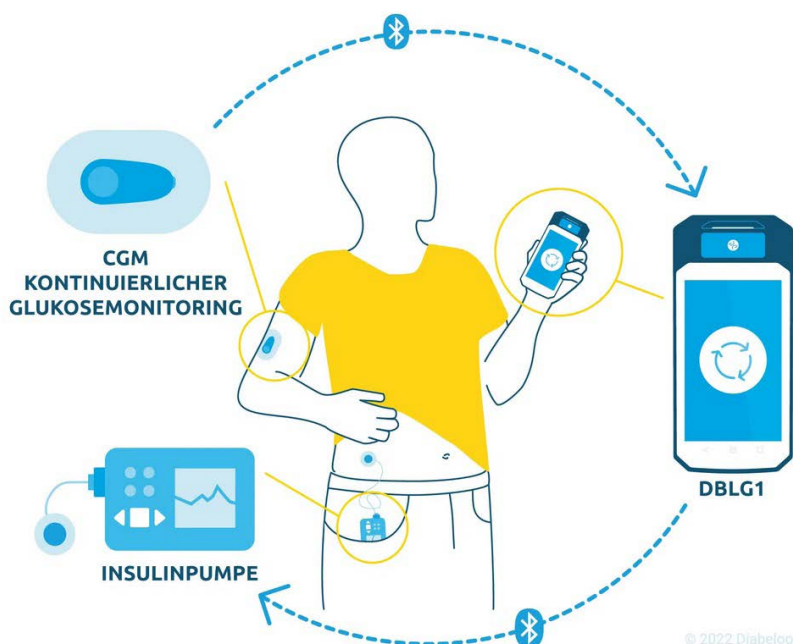 CGM
KONTINUIERLICHER
GLUKOSEMONITORING
DBLG1
INSULINPUMPE
© 2022 Diabeloop